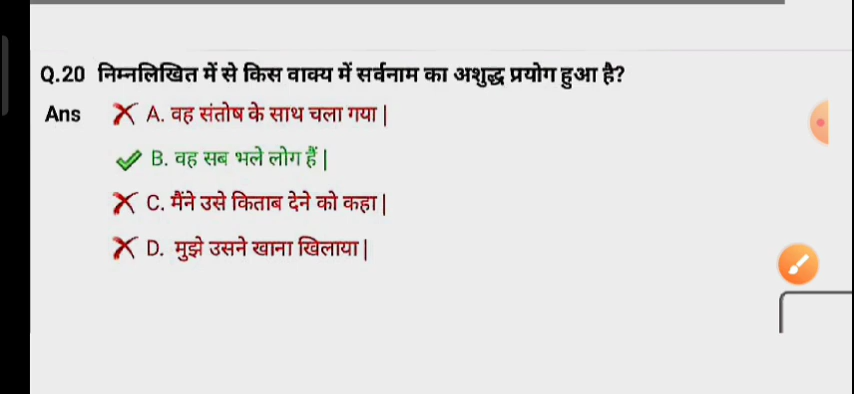 Q.20 निम्नलिखित में से किस वाक्य में सर्वनाम का अशुद्ध प्रयोग हुआ है?
Ans A. वह संतोष के साथ चला गया|
B. वह सब भले लोग हैं|
C. मैंने उसे किताब देने को कहा|
D. मुझे उसने खाना खिलाया|